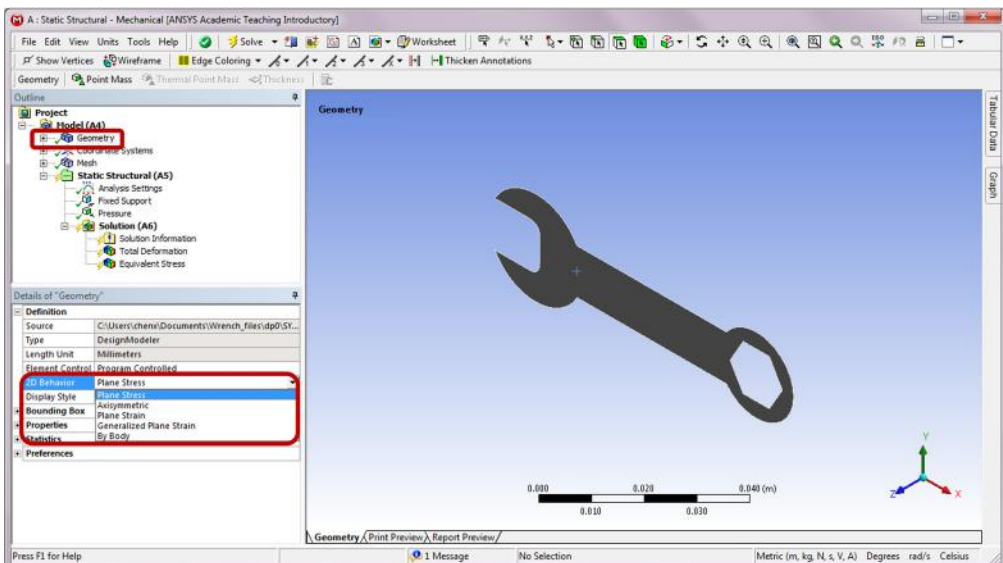 A : Static Structural - Mechanical [ANSYS Academic Teaching Introductory]
File Edit View Units Tools Help Solve Worksheet
Show Vertices Wireframe Edge Coloring Thicken Annotations
Geometry Point Mass Thermal Point Mass Thickness
Outline
Project
Model (A4)
Geometry
Coordinate Systems
Mesh
Static Structural (A5)
Analysis Settings
Fixed Support
Pressure
Solution (A6)
Solution Information
Total Deformation
Equivalent Stress
Details of "Geometry"
Definition
Source C:\Users\chenx\Documents\Wrench_files\dp0\SY...
Type DesignModeler
Length Unit Millimeters
Element Control Program Controlled
2D Behavior Plane Stress
Display Style Plane Stress
Axisymmetric
Bounding Box
Plane Strain
Properties Generalized Plane Strain
Statistics By Body
Preferences
Geometry
0.000 0.020 0.040 (m)
0.010 0.030
Y
Z X
Geometry Print Preview Report Preview
Tabular Data
Graph
Press F1 for Help 1 Message No Selection Metric (m, kg, N, s, V, A) Degrees rad/s Celsius